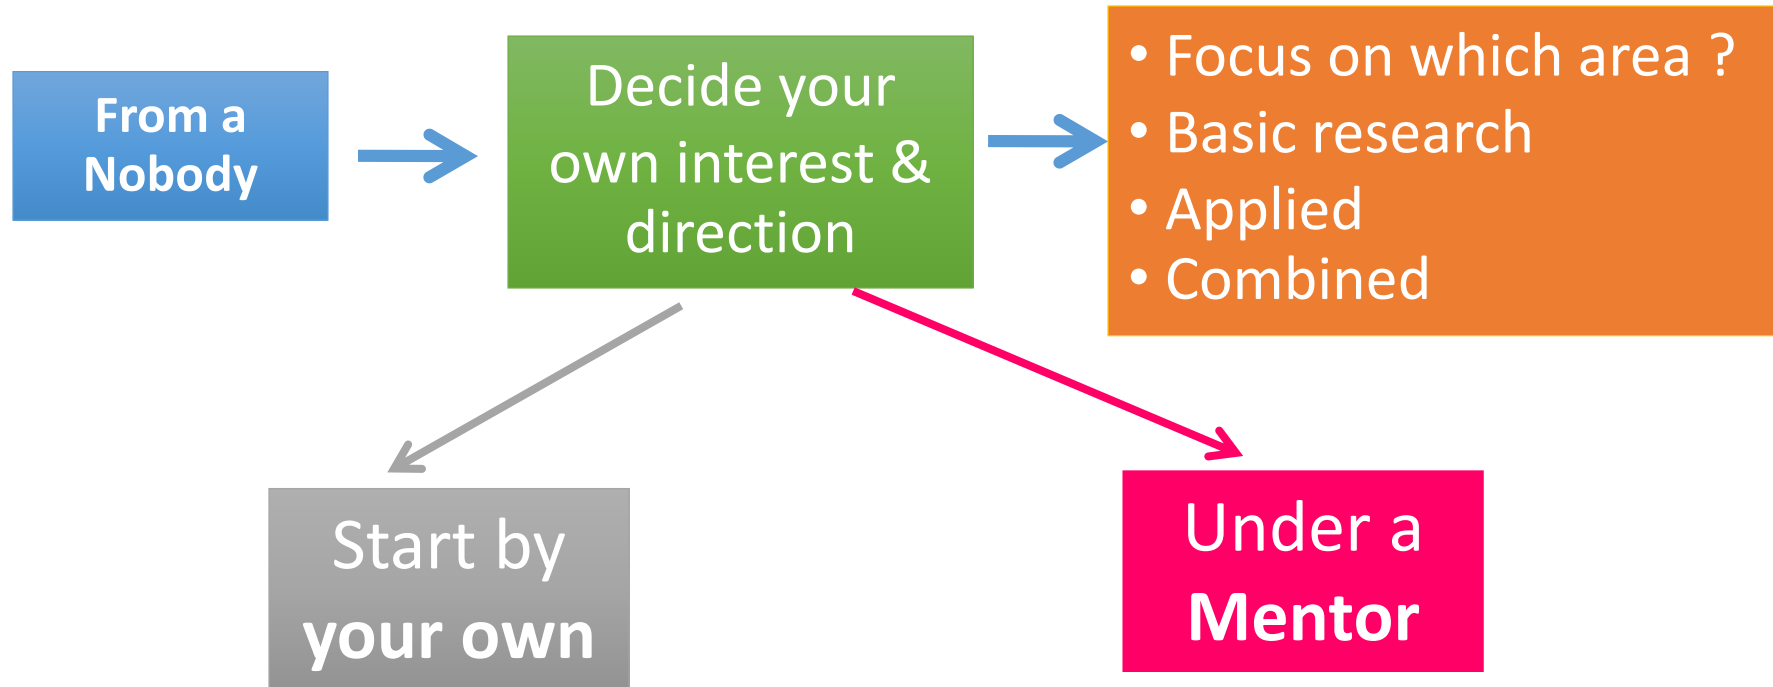 From a
Nobody
Decide your
own interest &
direction
• Focus on which area ?
• Basic research
• Applied
• Combined
Start by
your own
Under a
Mentor